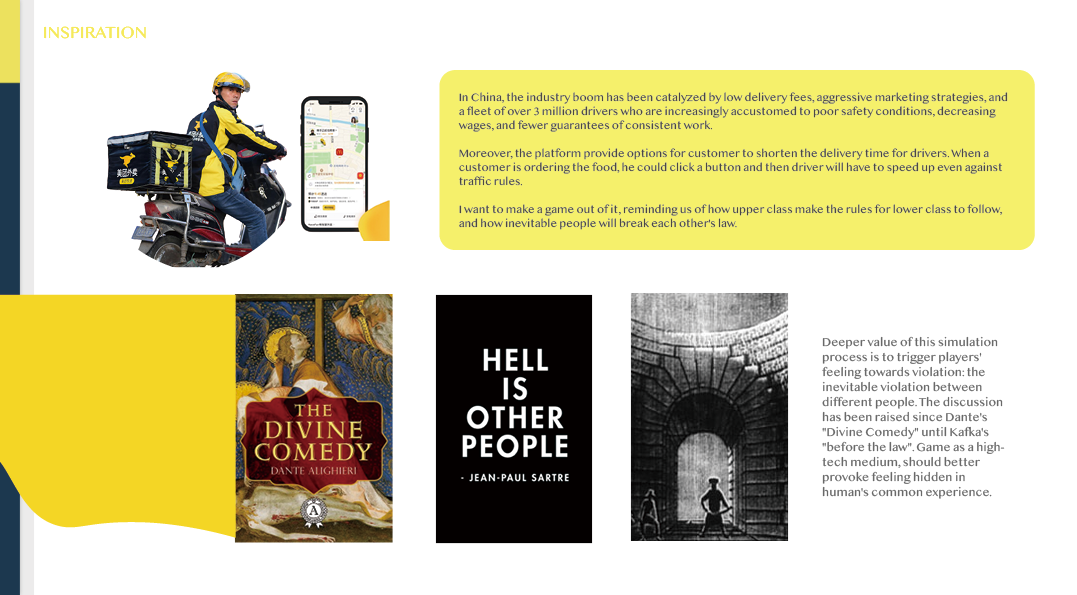 INSPIRATION
美团外卖
In China, the industry boom has been catalyzed by low delivery fees, aggressive marketing strategies, and
a fleet of over 3 million drivers who are increasingly accustomed to poor safety conditions, decreasing
wages, and fewer guarantees of consistent work.
Moreover, the platform provide options for customer to shorten the delivery time for drivers. When a
customer is ordering the food, he could click a button and then driver will have to speed up even against
traffic rules.
I want to make a game out of it, reminding us of how upper class make the rules for lower class to follow,
and how inevitable people will break each other's law.
THE
DIVINE
COMEDY
DANTE ALIGHIERI
A
HELL
IS
OTHER
PEOPLE
- JEAN-PAUL SARTRE
Deeper value of this simulation
process is to trigger players'
feeling towards violation: the
inevitable violation between
different people. The discussion
has been raised since Dante's
"Divine Comedy" until Kafka's
"before the law". Game as a high-
tech medium, should better
provoke feeling hidden in
human's common experience.